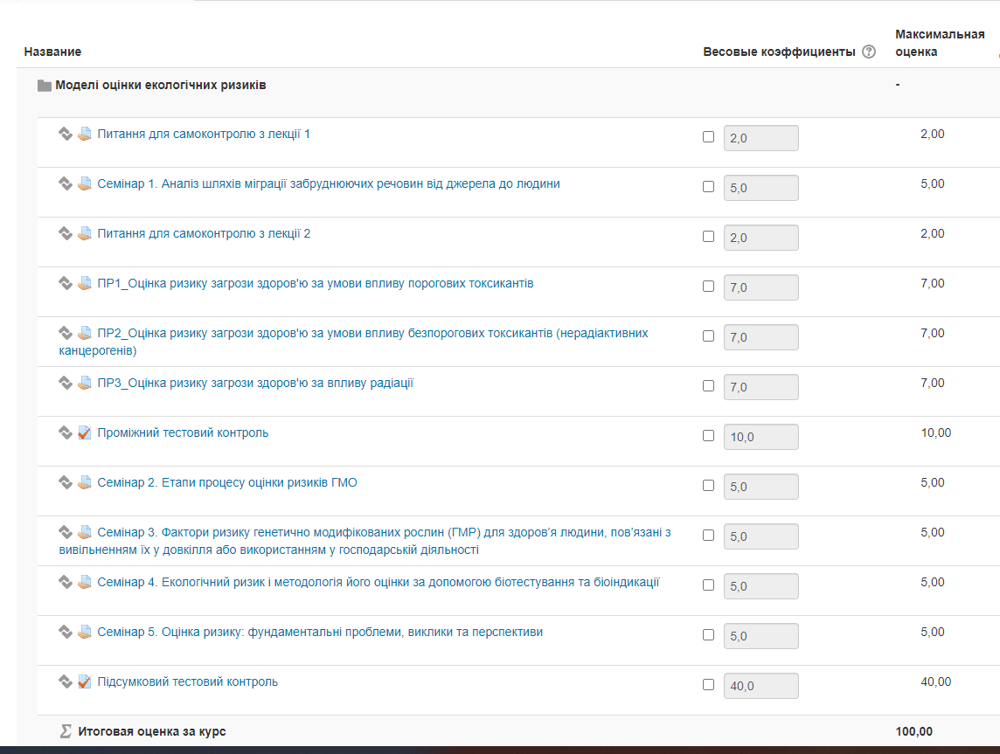 Название Весовые коэффициенты ? Максимальная оценка
Моделі оцінки екологічних ризиків -
Питання для самоконтролю з лекції 1 2,0 2,00
Семінар 1. Аналіз шляхів міграції забруднюючих речовин від джерела до людини 5,0 5,00
Питання для самоконтролю з лекції 2 2,0 2,00
ПР1_Оцінка ризику загрози здоров'ю за умови впливу порогових токсикантів 7,0 7,00
ПР2_Оцінка ризику загрози здоров'ю за умови впливу безпорогових токсикантів (нерадіактивних 7,0 7,00
канцерогенів)
ПР3_Оцінка ризику загрози здоров'ю за впливу радіації 7,0 7,00
Проміжний тестовий контроль 10,0 10,00
Семінар 2. Етапи процесу оцінки ризиків ГМО 5,0 5,00
Семінар 3. Фактори ризику генетично модифікованих рослин (ГМР) для здоров’я людини, пов’язані з 5,0 5,00
вивільненням їх у довкілля або використанням у господарській діяльності
Семінар 4. Екологічний ризик і методологія його оцінки за допомогою біотестування та біоіндикації 5,0 5,00
Семінар 5. Оцінка ризику: фундаментальні проблеми, виклики та перспективи 5,0 5,00
Підсумковий тестовий контроль 40,0 40,00
Σ Итоговая оценка за курс 100,00